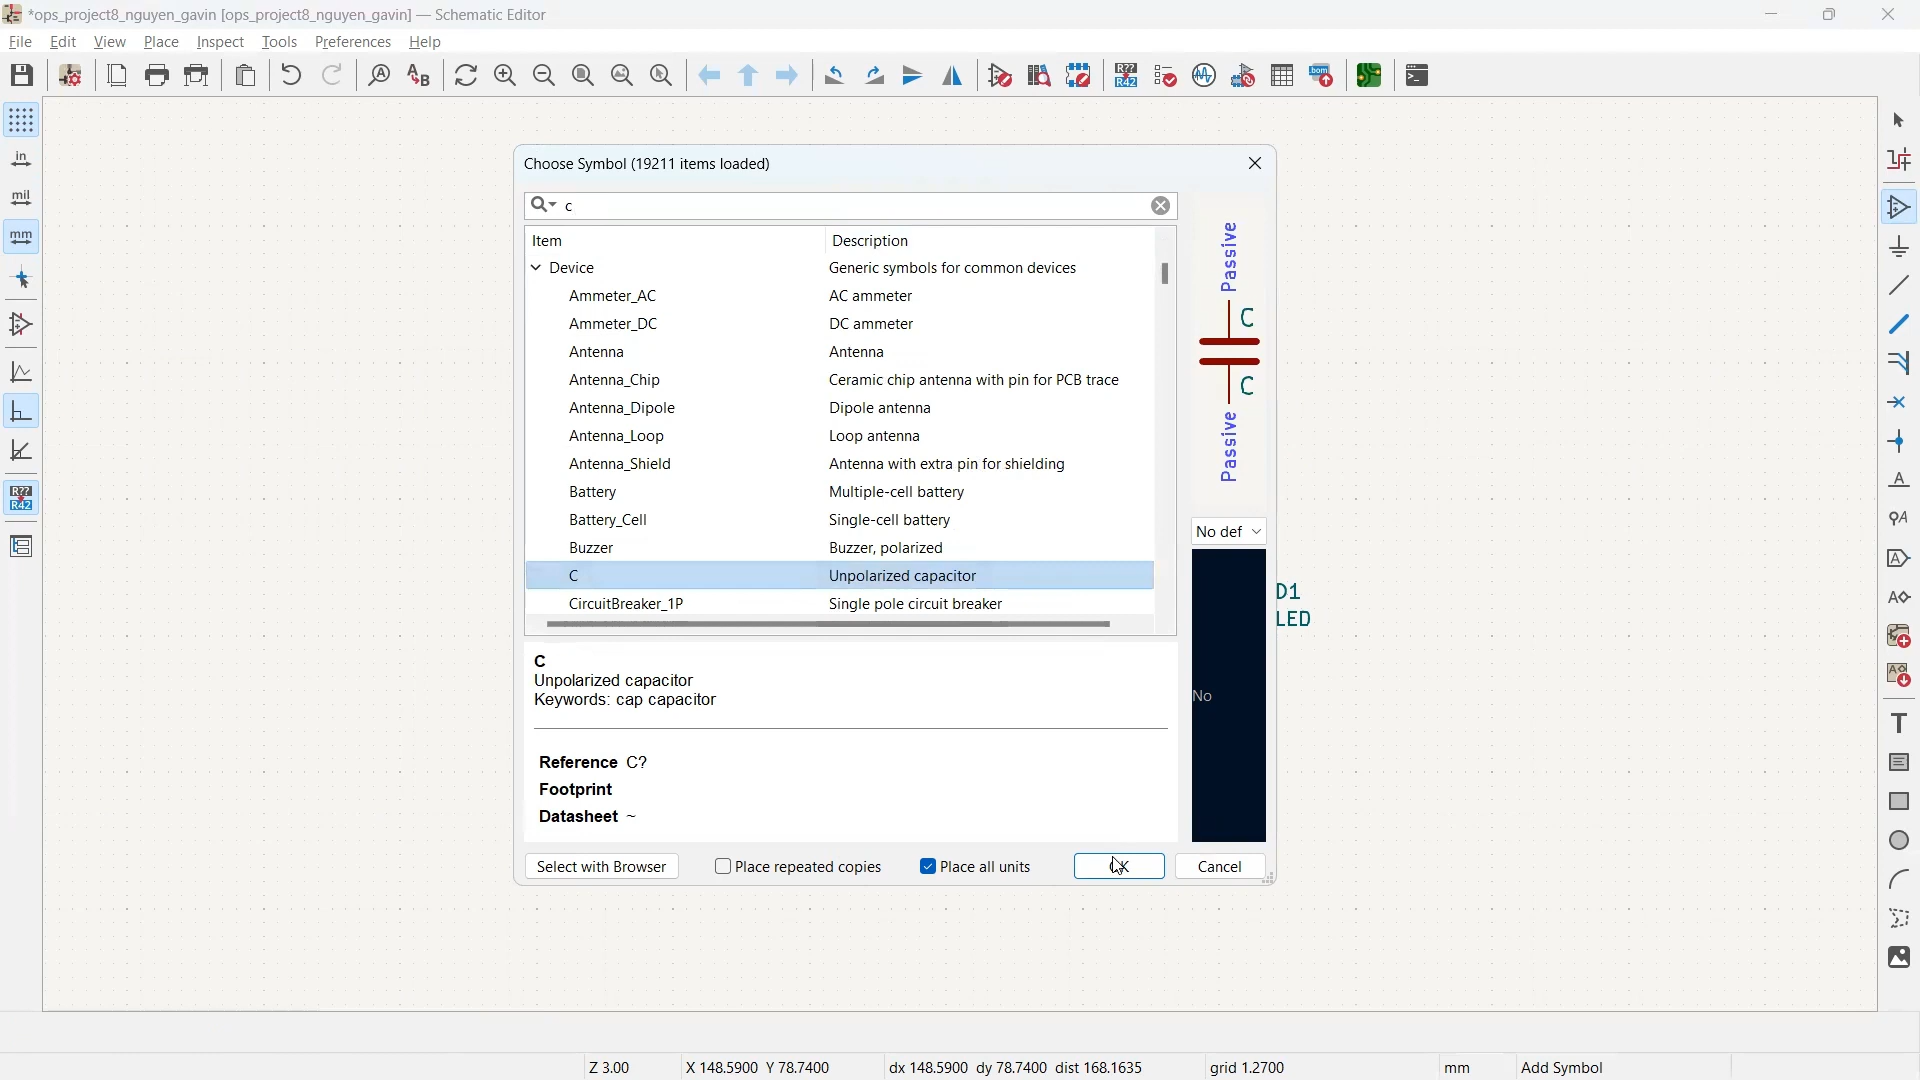 *ops_project8_nguyen_gavin [ops_project8_nguyen_gavin] — Schematic Editor
File Edit View Place Inspect Tools Preferences Help
A A B R?? R42 bom
in
mil
mm
R?? R42
Choose Symbol (19211 items loaded)
c
Item Description
Device Generic symbols for common devices
Ammeter_AC AC ammeter
Ammeter_DC DC ammeter
Antenna Antenna
Antenna_Chip Ceramic chip antenna with pin for PCB trace
Antenna_Dipole Dipole antenna
Antenna_Loop Loop antenna
Antenna_Shield Antenna with extra pin for shielding
Battery Multiple-cell battery
Battery_Cell Single-cell battery
Buzzer Buzzer, polarized
C Unpolarized capacitor
CircuitBreaker_1P Single pole circuit breaker
Passive
C
C
Passive
No def
No
D1
LED
C
Unpolarized capacitor
Keywords: cap capacitor
Reference C?
Footprint
Datasheet ~
Select with Browser Place repeated copies Place all units OK Cancel
A
A
A
A
A
T
Z 3.00 X 148.5900 Y 78.7400 dx 148.5900 dy 78.7400 dist 168.1635 grid 1.2700 mm Add Symbol